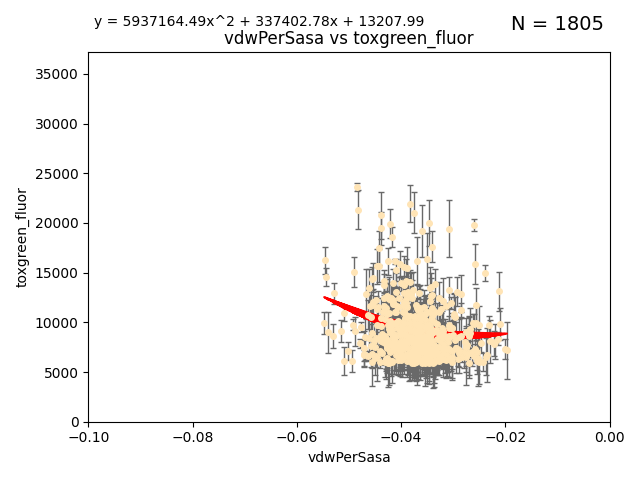 y = 5937164.49x^2 + 337402.78x + 13207.99
N = 1805
vdwPerSasa vs toxgreen_fluor
35000
30000
25000
20000
15000
10000
5000
0
toxgreen_fluor
−0.10
−0.08
−0.06
−0.04
−0.02
0.00
vdwPerSasa